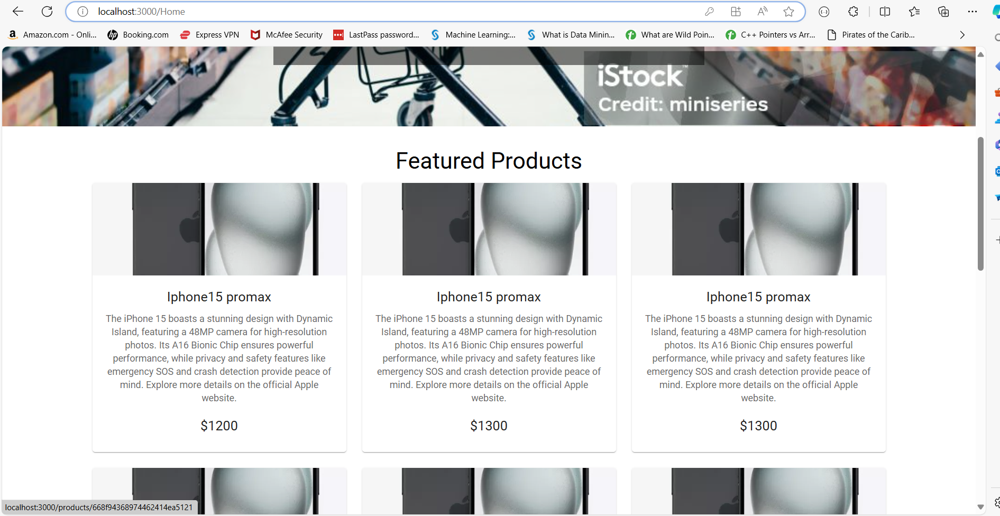 localhost:3000/Home
Amazon.com - Onli...
Booking.com
Express VPN
McAfee Security
LastPass password...
Machine Learning:...
What is Data Minin...
What are Wild Poin...
C++ Pointers vs Arr...
Pirates of the Carib...
iStock™
Credit: miniseries
Featured Products
Iphone15 promax
The iPhone 15 boasts a stunning design with Dynamic
Island, featuring a 48MP camera for high-resolution
photos. Its A16 Bionic Chip ensures powerful
performance, while privacy and safety features like
emergency SOS and crash detection provide peace of
mind. Explore more details on the official Apple
website.
$1200
Iphone15 promax
The iPhone 15 boasts a stunning design with Dynamic
Island, featuring a 48MP camera for high-resolution
photos. Its A16 Bionic Chip ensures powerful
performance, while privacy and safety features like
emergency SOS and crash detection provide peace of
mind. Explore more details on the official Apple
website.
$1300
Iphone15 promax
The iPhone 15 boasts a stunning design with Dynamic
Island, featuring a 48MP camera for high-resolution
photos. Its A16 Bionic Chip ensures powerful
performance, while privacy and safety features like
emergency SOS and crash detection provide peace of
mind. Explore more details on the official Apple
website.
$1300
localhost:3000/products/668f94368974462414ea5121